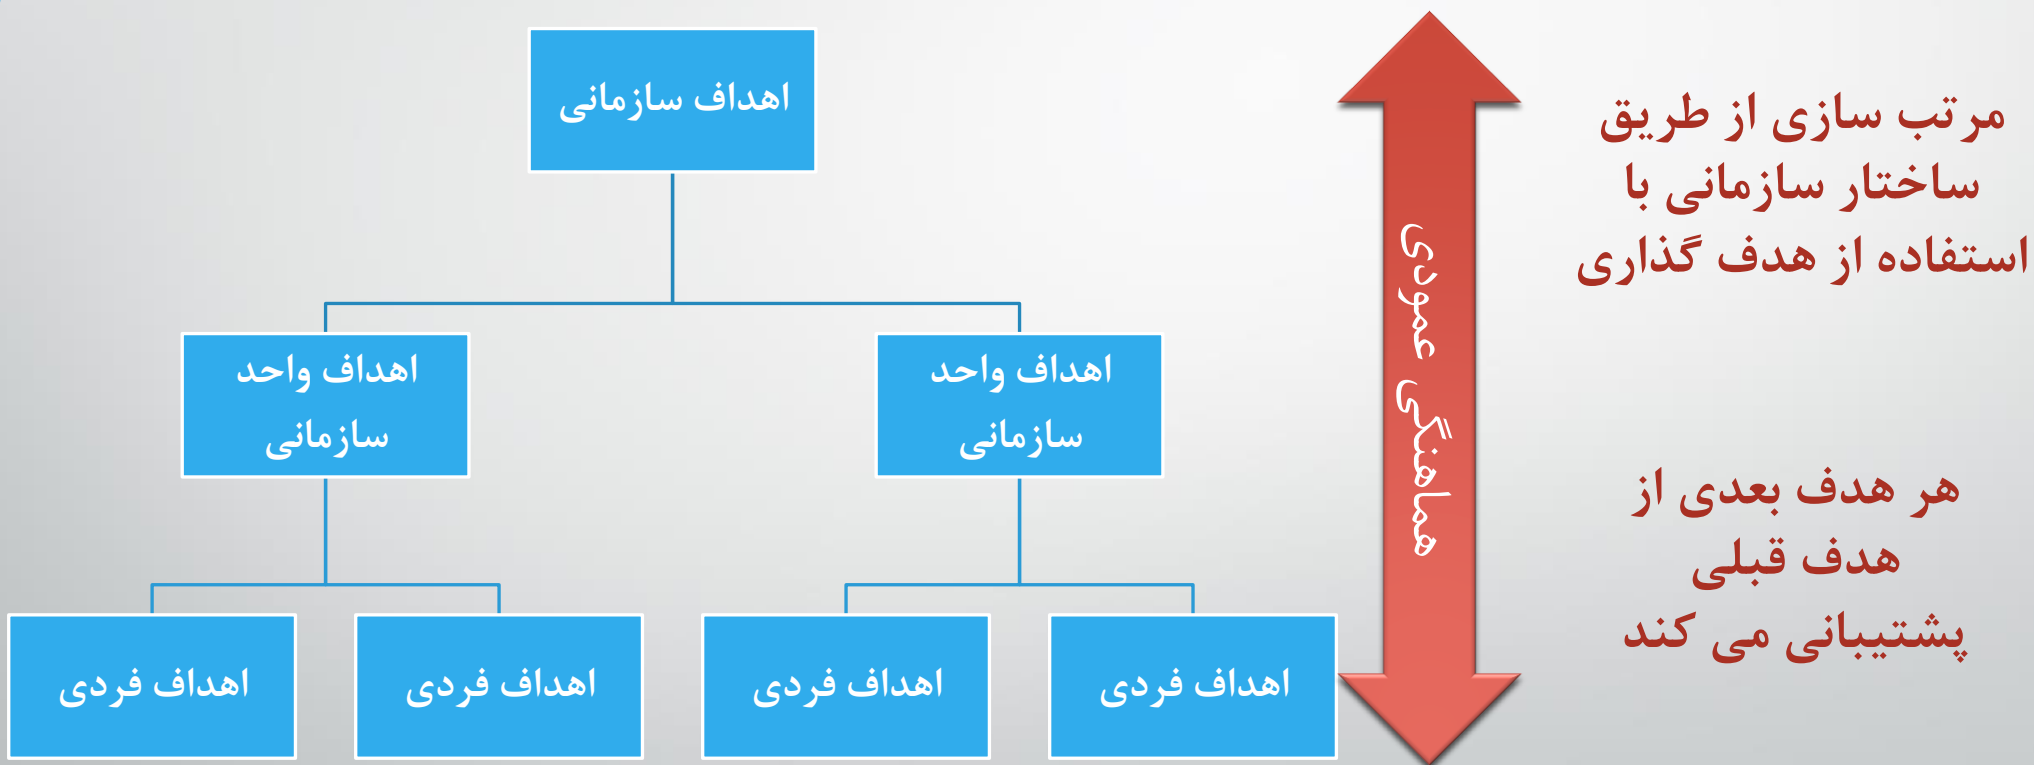 اهداف سازمانی
مرتب سازی از طریق
ساختار سازمانی با
استفاده از هدف گذاری
هماهنگی عمودی
اهداف واحد
سازمانی
اهداف واحد
سازمانی
هر هدف بعدی از
هدف قبلی
پشتیبانی می کند
اهداف فردی
اهداف فردی
اهداف فردی
اهداف فردی